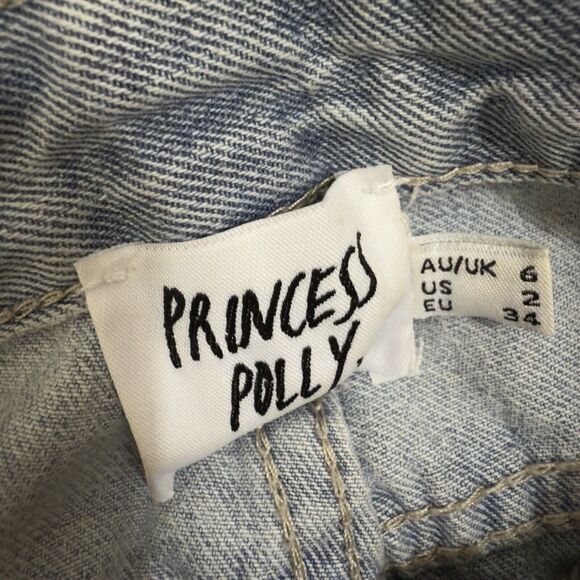 PRINCESS
POLLY.
AU/UK 6
US 2
EU 34